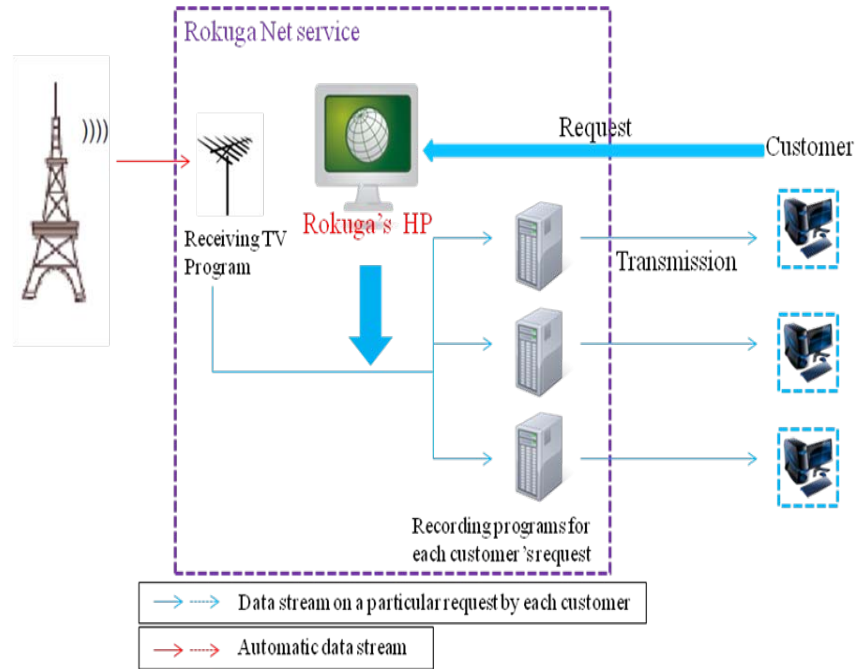 Rokuga Net service
))))
Request
Customer
Rokuga's HP
Receiving TV
Program
Transmission
Recording programs for
each customer's request
Data stream on a particular request by each customer
Automatic data stream